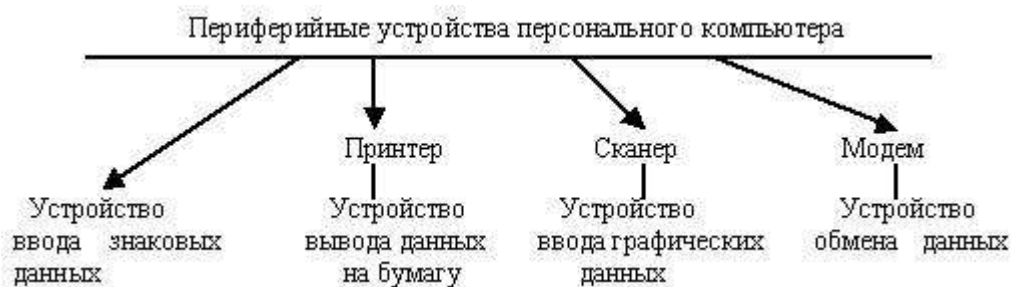 Периферийные устройства персонального компьютера
Принтер Сканер Модем
Устройство ввода знаковых данных
Устройство вывода данных на бумагу
Устройство ввода графических данных
Устройство обмена данных